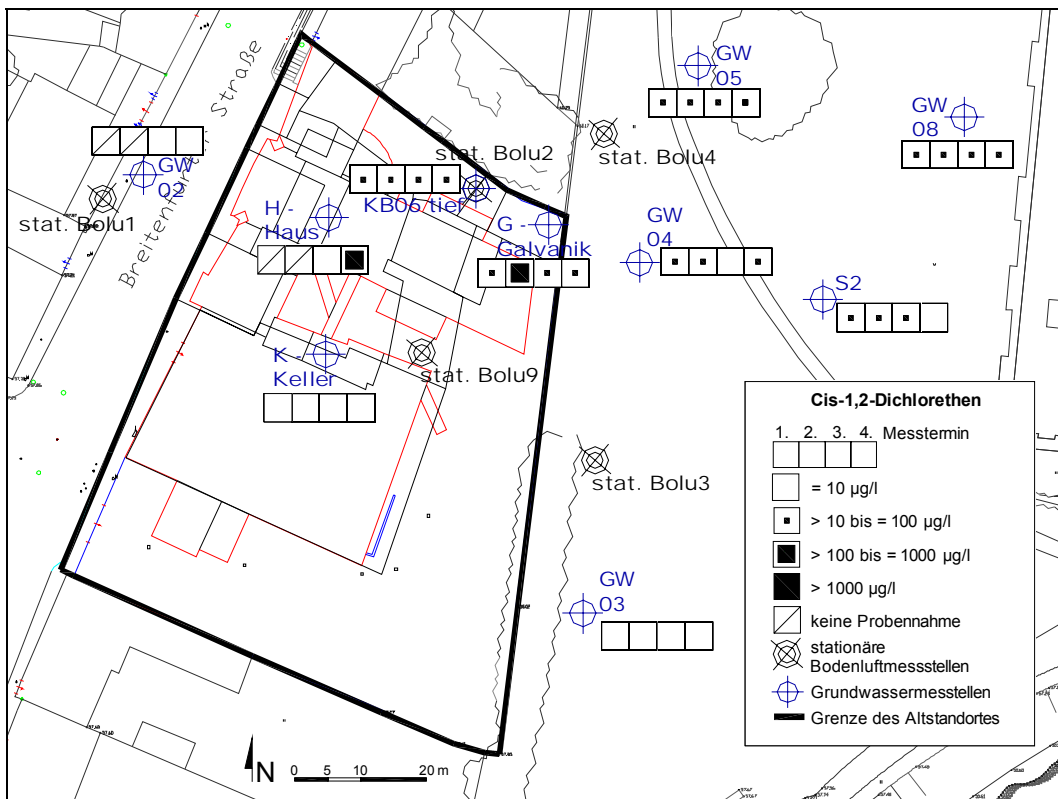 GW
05
GW
08
Breitenfurter Straße
stat. Bolu2
stat. Bolu4
GW
02
KB06 tief
stat. Bolu1
H -
Haus
G -
Galvanik
GW
04
S2
K -
Keller
stat. Bolu9
stat. Bolu3
GW
03
Cis-1,2-Dichlorethen
1. 2. 3. 4. Messtermin
= 10 µg/l
> 10 bis = 100 µg/l
> 100 bis = 1000 µg/l
> 1000 µg/l
keine Probennahme
stationäre
Bodenluftmessstellen
Grundwassermessstellen
Grenze des Altstandortes
N
0 5 10 20 m